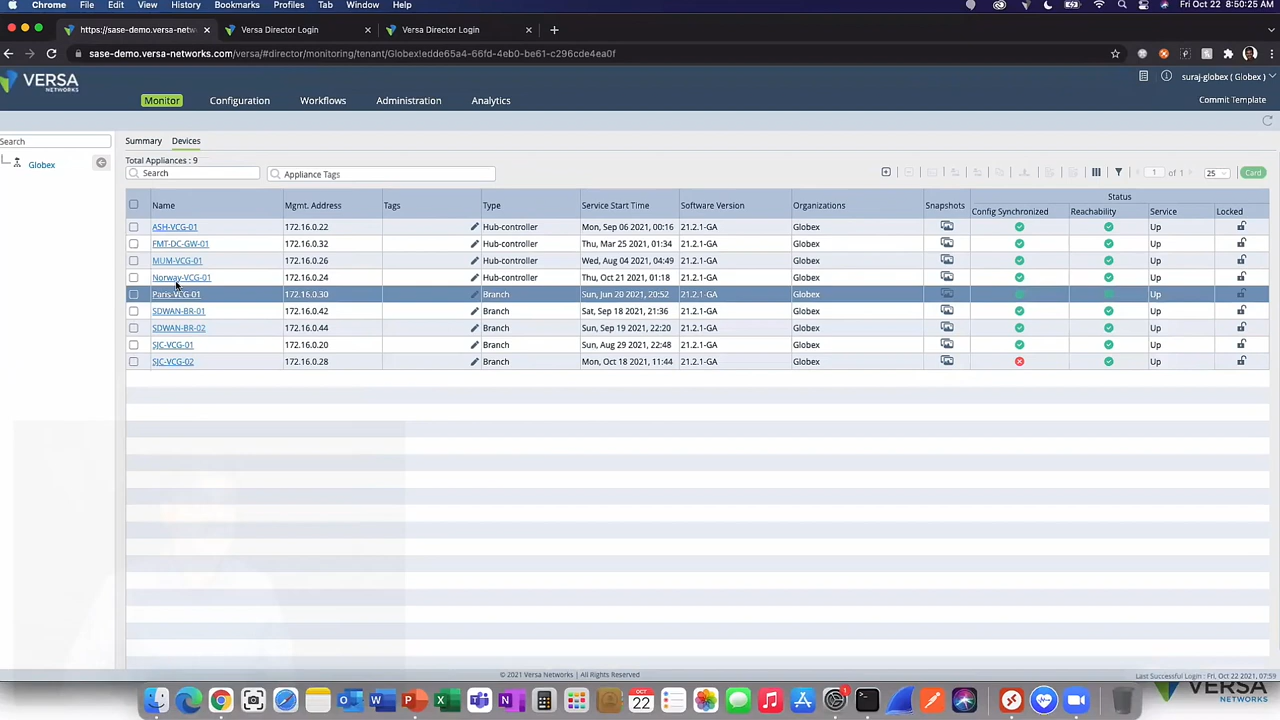 Chrome File Edit View History Bookmarks Profiles Tab Window Help Fri Oct 22 8:50:25 AM
https://sase-demo.versa-netw Versa Director Login Versa Director Login
sase-demo.versa-networks.com/versa/#director/monitoring/tenant/Globex!edde65a4-66fd-4eb0-be61-c296cde4ea0f
VERSA NETWORKS
suraj-globex ( Globex )
Monitor Configuration Workflows Administration Analytics
Commit Template
Search
Globex
Summary Devices
Total Appliances : 9
Search Appliance Tags 1 of 1 25 Card
Status
Name Mgmt. Address Tags Type Service Start Time Software Version Organizations Snapshots Config Synchronized Reachability Service Locked
ASH-VCG-01 172.16.0.22 Hub-controller Mon, Sep 06 2021, 00:16 21.2.1-GA Globex Up
FMT-DC-GW-01 172.16.0.32 Hub-controller Thu, Mar 25 2021, 01:34 21.2.1-GA Globex Up
MUM-VCG-01 172.16.0.26 Hub-controller Wed, Aug 04 2021, 04:49 21.2.1-GA Globex Up
Norway-VCG-01 172.16.0.24 Hub-controller Thu, Oct 21 2021, 01:18 21.2.1-GA Globex Up
Paris-VCG-01 172.16.0.30 Branch Sun, Jun 20 2021, 20:52 21.2.1-GA Globex Up
SDWAN-BR-01 172.16.0.42 Branch Sat, Sep 18 2021, 21:36 21.2.1-GA Globex Up
SDWAN-BR-02 172.16.0.44 Branch Sun, Sep 19 2021, 22:20 21.2.1-GA Globex Up
SJC-VCG-01 172.16.0.20 Branch Sun, Aug 29 2021, 22:48 21.2.1-GA Globex Up
SJC-VCG-02 172.16.0.28 Branch Mon, Oct 18 2021, 11:44 21.2.1-GA Globex Up
© 2021 Versa Networks | All Rights Reserved
Last Successful Login : Fri, Oct 22 2021, 07:59
OCT
22
VERSA
NETWORKS